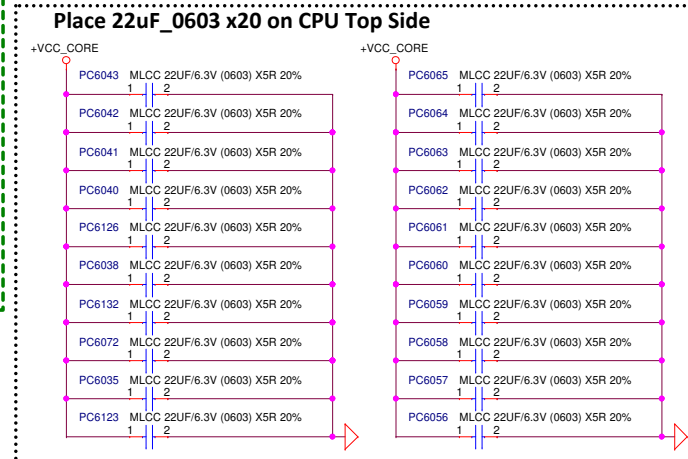 Place 22uF_0603 x20 on CPU Top Side
+VCC_CORE
PC6043 MLCC 22UF/6.3V (0603) X5R 20%
1 2
PC6042 MLCC 22UF/6.3V (0603) X5R 20%
1 2
PC6041 MLCC 22UF/6.3V (0603) X5R 20%
1 2
PC6040 MLCC 22UF/6.3V (0603) X5R 20%
1 2
PC6126 MLCC 22UF/6.3V (0603) X5R 20%
1 2
PC6038 MLCC 22UF/6.3V (0603) X5R 20%
1 2
PC6132 MLCC 22UF/6.3V (0603) X5R 20%
1 2
PC6072 MLCC 22UF/6.3V (0603) X5R 20%
1 2
PC6035 MLCC 22UF/6.3V (0603) X5R 20%
1 2
PC6123 MLCC 22UF/6.3V (0603) X5R 20%
1 2
+VCC_CORE
PC6065 MLCC 22UF/6.3V (0603) X5R 20%
1 2
PC6064 MLCC 22UF/6.3V (0603) X5R 20%
1 2
PC6063 MLCC 22UF/6.3V (0603) X5R 20%
1 2
PC6062 MLCC 22UF/6.3V (0603) X5R 20%
1 2
PC6061 MLCC 22UF/6.3V (0603) X5R 20%
1 2
PC6060 MLCC 22UF/6.3V (0603) X5R 20%
1 2
PC6059 MLCC 22UF/6.3V (0603) X5R 20%
1 2
PC6058 MLCC 22UF/6.3V (0603) X5R 20%
1 2
PC6057 MLCC 22UF/6.3V (0603) X5R 20%
1 2
PC6056 MLCC 22UF/6.3V (0603) X5R 20%
1 2